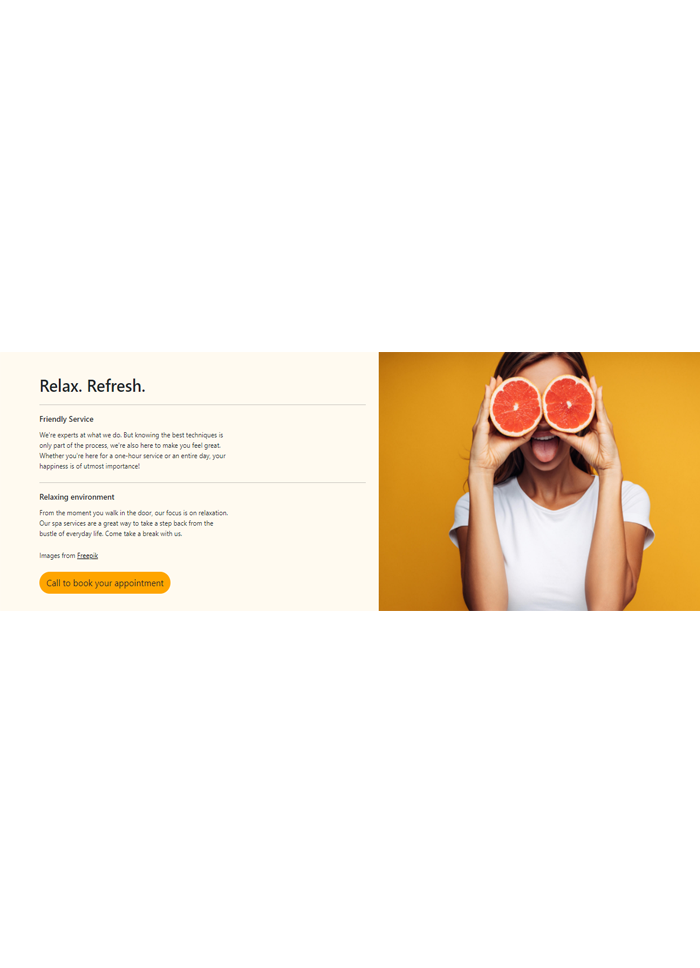 Relax. Refresh.
Friendly Service
We're experts at what we do. But knowing the best techniques is
only part of the process, we're also here to make you feel great.
Whether you're here for a one-hour service or an entire day, your
happiness is of utmost importance!
Relaxing environment
From the moment you walk in the door, our focus is on relaxation.
Our spa services are a great way to take a step back from the
bustle of everyday life. Come take a break with us.
Images from Freepik
Call to book your appointment